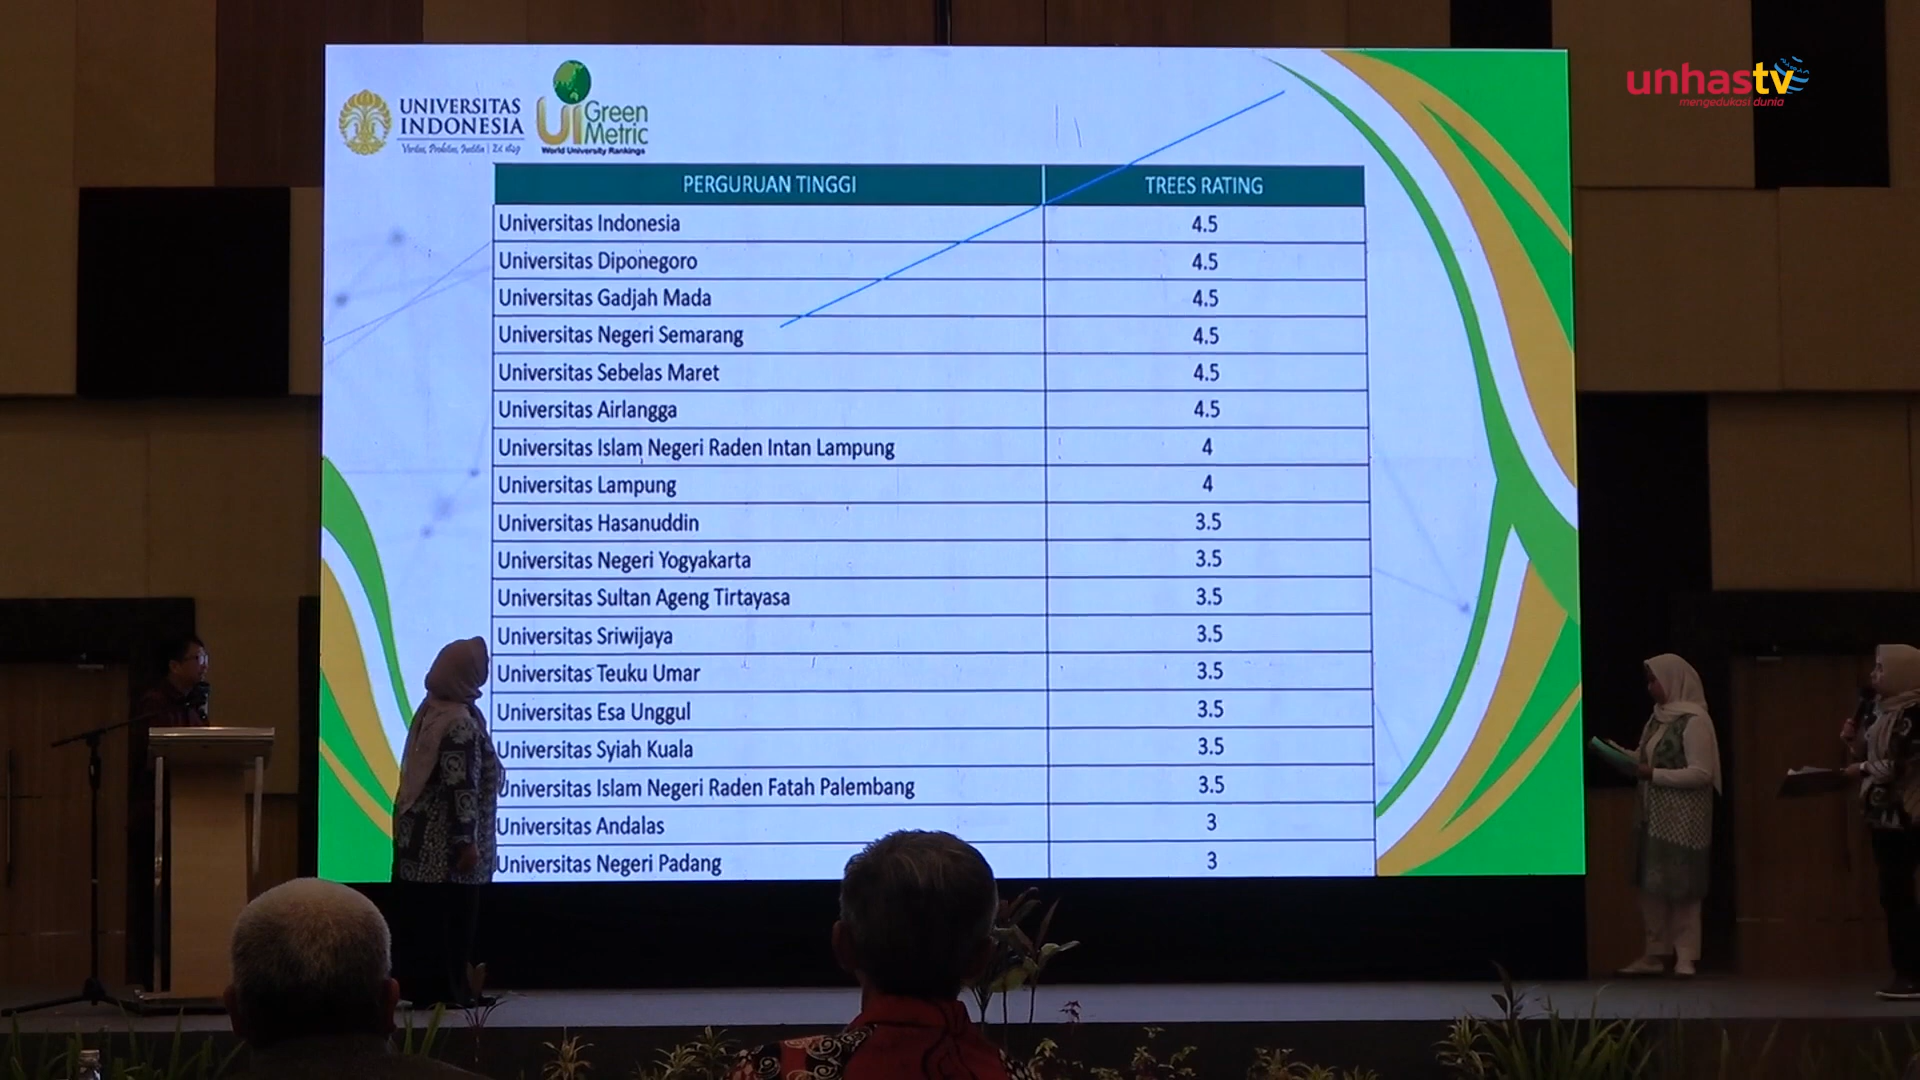 unhastv
mengedukasi dunia
UNIVERSITAS
INDONESIA
Veritas, Probitas, Iustitia | Est. 1849
UI Green
Metric
World University Rankings
PERGURUAN TINGGI TREES RATING
Universitas Indonesia 4.5
Universitas Diponegoro 4.5
Universitas Gadjah Mada 4.5
Universitas Negeri Semarang 4.5
Universitas Sebelas Maret 4.5
Universitas Airlangga 4.5
Universitas Islam Negeri Raden Intan Lampung 4
Universitas Lampung 4
Universitas Hasanuddin 3.5
Universitas Negeri Yogyakarta 3.5
Universitas Sultan Ageng Tirtayasa 3.5
Universitas Sriwijaya 3.5
Universitas Teuku Umar 3.5
Universitas Esa Unggul 3.5
Universitas Syiah Kuala 3.5
Universitas Islam Negeri Raden Fatah Palembang 3.5
Universitas Andalas 3
Universitas Negeri Padang 3